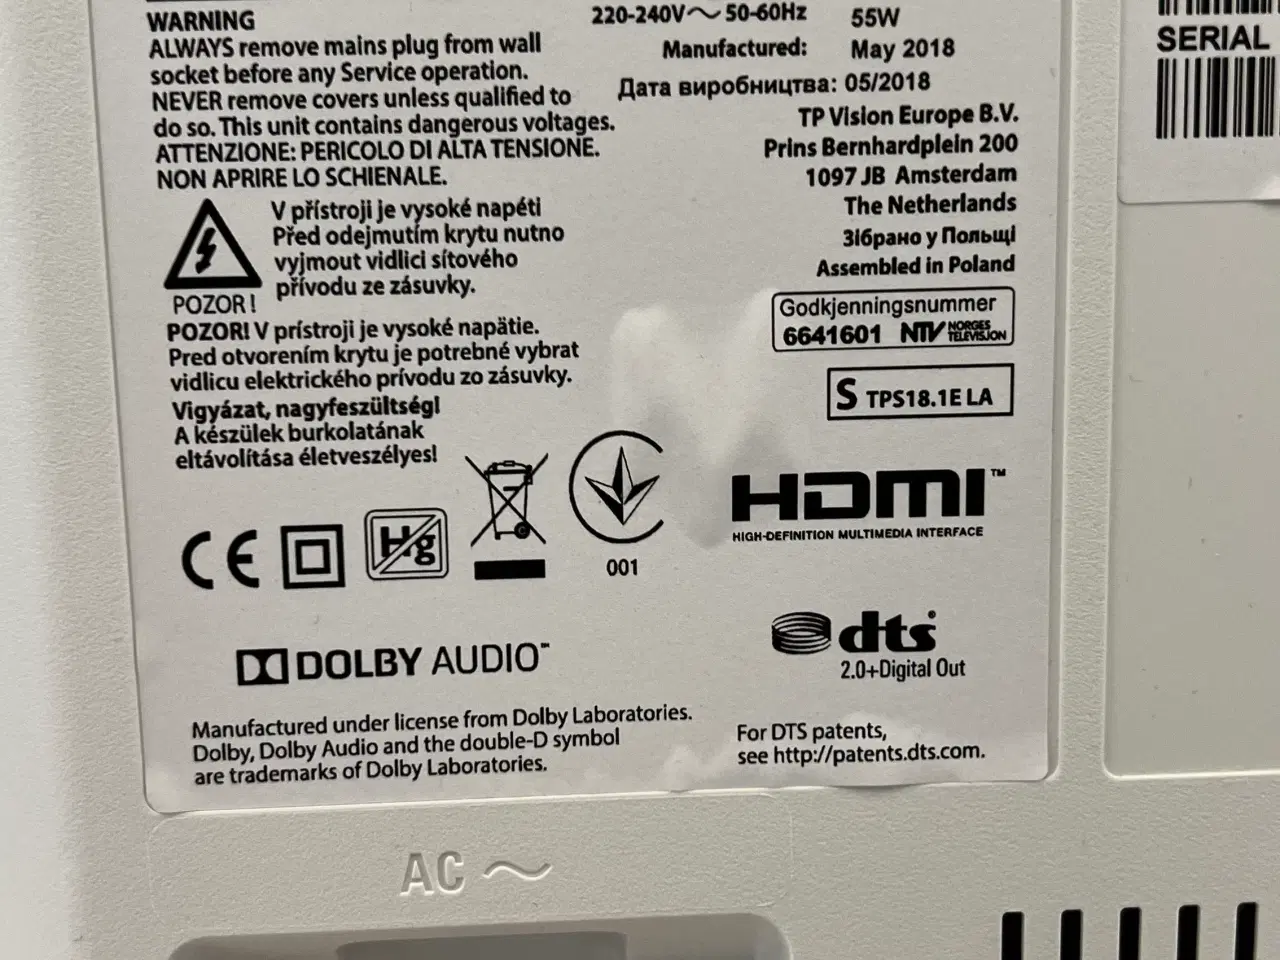 WARNING
ALWAYS remove mains plug from wall
socket before any Service operation.
NEVER remove covers unless qualified to
do so. This unit contains dangerous voltages.
ATTENZIONE: PERICOLO DI ALTA TENSIONE.
NON APRIRE LO SCHIENALE.
V přístroji je vysoké napéti
Před odejmutím krytu nutno
vyjmout vidlici síťového
přívodu ze zásuvky.
POZOR!
POZOR! V prístroji je vysoké napätie.
Pred otvorením krytu je potrebné vybrat
vidlicu elektrického prívodu zo zásuvky.
Vigyázat, nagyfeszültség!
A készülek burkolatának
eltávolítása életveszélyes!
220-240V~ 50-60Hz 55W
Manufactured: May 2018
Дата виробництва: 05/2018
TP Vision Europe B.V.
Prins Bernhardplein 200
1097 JB Amsterdam
The Netherlands
Зібрано у Польщі
Assembled in Poland
Godkjenningsnummer
6641601 NTV NORGES TELEVISJON
S TPS18.1E LA
CE
Hg
001
HDMI™
HIGH-DEFINITION MULTIMEDIA INTERFACE
DOLBY AUDIO™
dts®
2.0+Digital Out
Manufactured under license from Dolby Laboratories.
Dolby, Dolby Audio and the double-D symbol
are trademarks of Dolby Laboratories.
For DTS patents,
see http://patents.dts.com.
SERIAL
AC ~